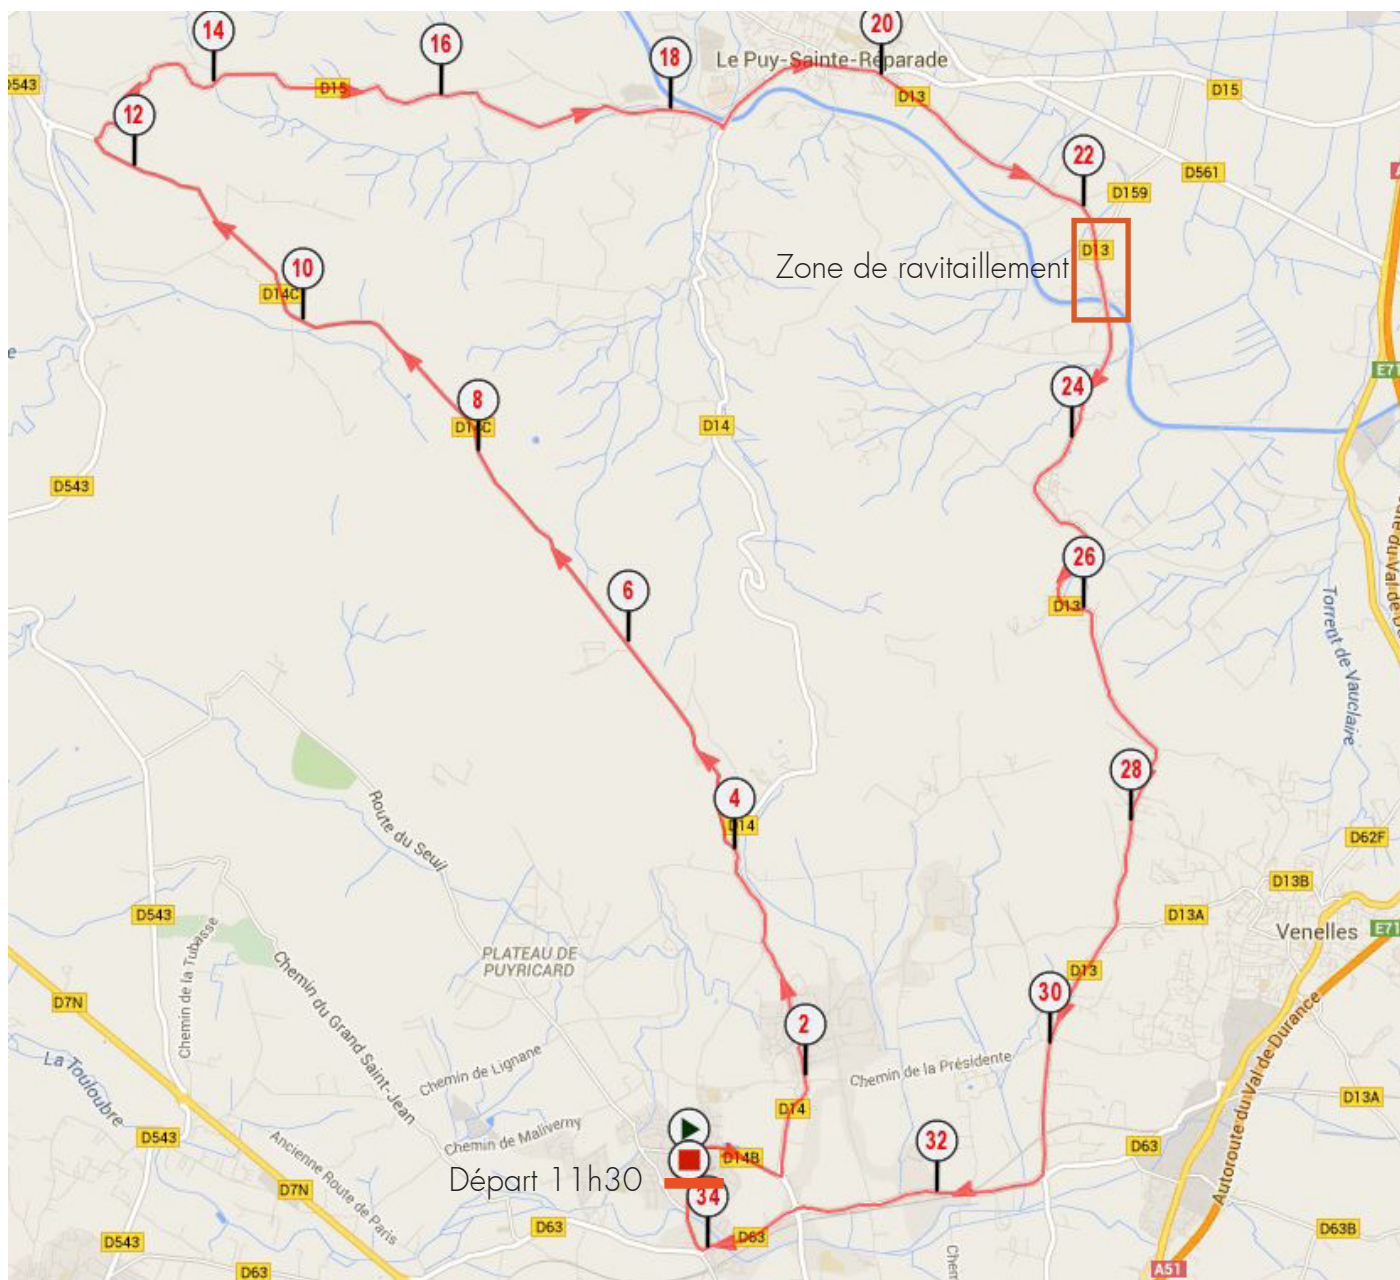 14
16
18
20
Le Puy-Sainte-Réparade
D543
D15
D13
D15
12
22
D561
D159
D13
Zone de ravitaillement
10
D14C
E71
24
8
D14
D543
26
D13
6
Torrent de Vauclaire
28
4
D14
Route du Seuil
D62F
D13B
D543
D13A
Venelles
E71
Chemin de la Tubasse
PLATEAU DE
PUYRICARD
Chemin du Grand Saint-Jean
D13
30
D7N
2
Autoroute du Val de Durance
La Touloubre
Chemin de Lignane
Chemin de la Présidente
D14
D13A
Chemin de Maliverny
D543
32
D63
D14B
Ancienne Route de Paris
D7N
Départ 11h30
34
D63
D63
D63B
D543
D63
A51